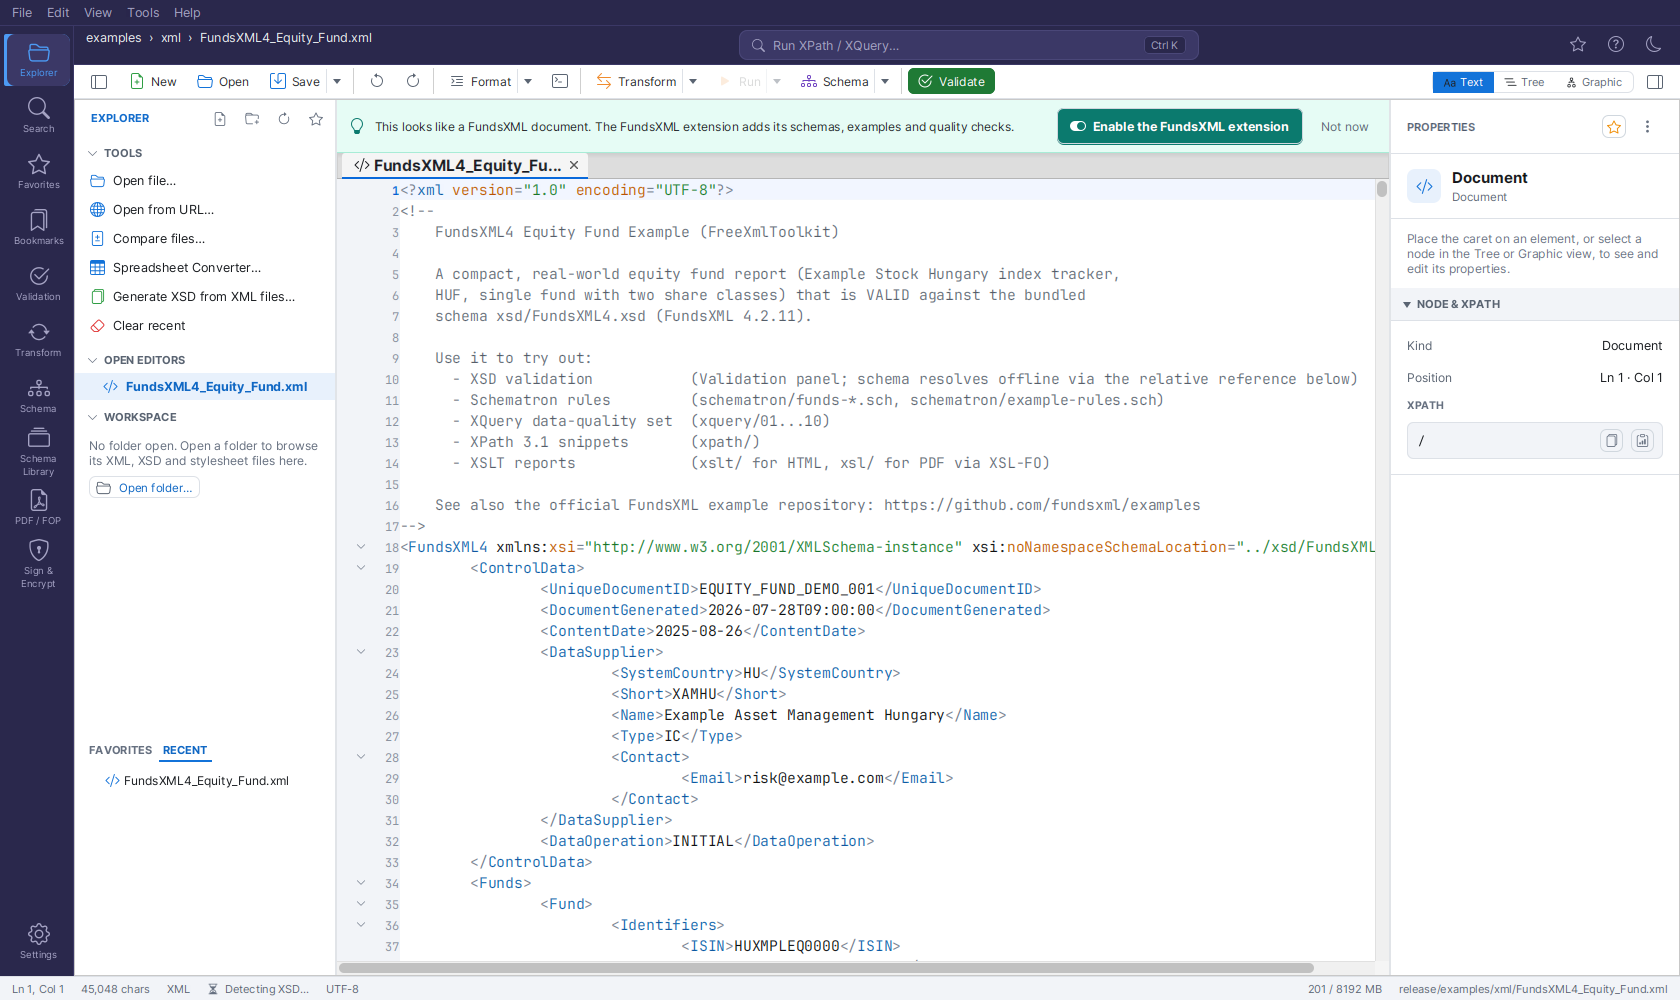 File Edit View Tools Help
examples › xml › FundsXML4_Equity_Fund.xml
Run XPath / XQuery... Ctrl K
New Open Save Format Transform Run Schema Validate
Aa Text Tree Graphic
Explorer
Search
Favorites
Bookmarks
Validation
Transform
Schema
Schema
Library
PDF / FOP
Sign &
Encrypt
Settings
EXPLORER
TOOLS
Open file...
Open from URL...
Compare files...
Spreadsheet Converter...
Generate XSD from XML files...
Clear recent
OPEN EDITORS
</> FundsXML4_Equity_Fund.xml
WORKSPACE
No folder open. Open a folder to browse
its XML, XSD and stylesheet files here.
Open folder...
FAVORITES RECENT
</> FundsXML4_Equity_Fund.xml
This looks like a FundsXML document. The FundsXML extension adds its schemas, examples and quality checks.
Enable the FundsXML extension
Not now
</> FundsXML4_Equity_Fu... ×
1 <?xml version="1.0" encoding="UTF-8"?>
2 <!--
3 FundsXML4 Equity Fund Example (FreeXmlToolkit)
4
5 A compact, real-world equity fund report (Example Stock Hungary index tracker,
6 HUF, single fund with two share classes) that is VALID against the bundled
7 schema xsd/FundsXML4.xsd (FundsXML 4.2.11).
8
9 Use it to try out:
10 - XSD validation (Validation panel; schema resolves offline via the relative reference below)
11 - Schematron rules (schematron/funds-*.sch, schematron/example-rules.sch)
12 - XQuery data-quality set (xquery/01...10)
13 - XPath 3.1 snippets (xpath/)
14 - XSLT reports (xslt/ for HTML, xsl/ for PDF via XSL-FO)
15
16 See also the official FundsXML example repository: https://github.com/fundsxml/examples
17 -->
18 <FundsXML4 xmlns:xsi="http://www.w3.org/2001/XMLSchema-instance" xsi:noNamespaceSchemaLocation="../xsd/FundsXML
19 <ControlData>
20 <UniqueDocumentID>EQUITY_FUND_DEMO_001</UniqueDocumentID>
21 <DocumentGenerated>2026-07-28T09:00:00</DocumentGenerated>
22 <ContentDate>2025-08-26</ContentDate>
23 <DataSupplier>
24 <SystemCountry>HU</SystemCountry>
25 <Short>XAMHU</Short>
26 <Name>Example Asset Management Hungary</Name>
27 <Type>IC</Type>
28 <Contact>
29 <Email>risk@example.com</Email>
30 </Contact>
31 </DataSupplier>
32 <DataOperation>INITIAL</DataOperation>
33 </ControlData>
34 <Funds>
35 <Fund>
36 <Identifiers>
37 <ISIN>HUXMPLEQ0000</ISIN>
PROPERTIES
</> Document
Document
Place the caret on an element, or select a
node in the Tree or Graphic view, to see and
edit its properties.
NODE & XPATH
Kind Document
Position Ln 1 · Col 1
XPATH
/
Ln 1, Col 1 45,048 chars XML Detecting XSD... UTF-8 201 / 8192 MB release/examples/xml/FundsXML4_Equity_Fund.xml